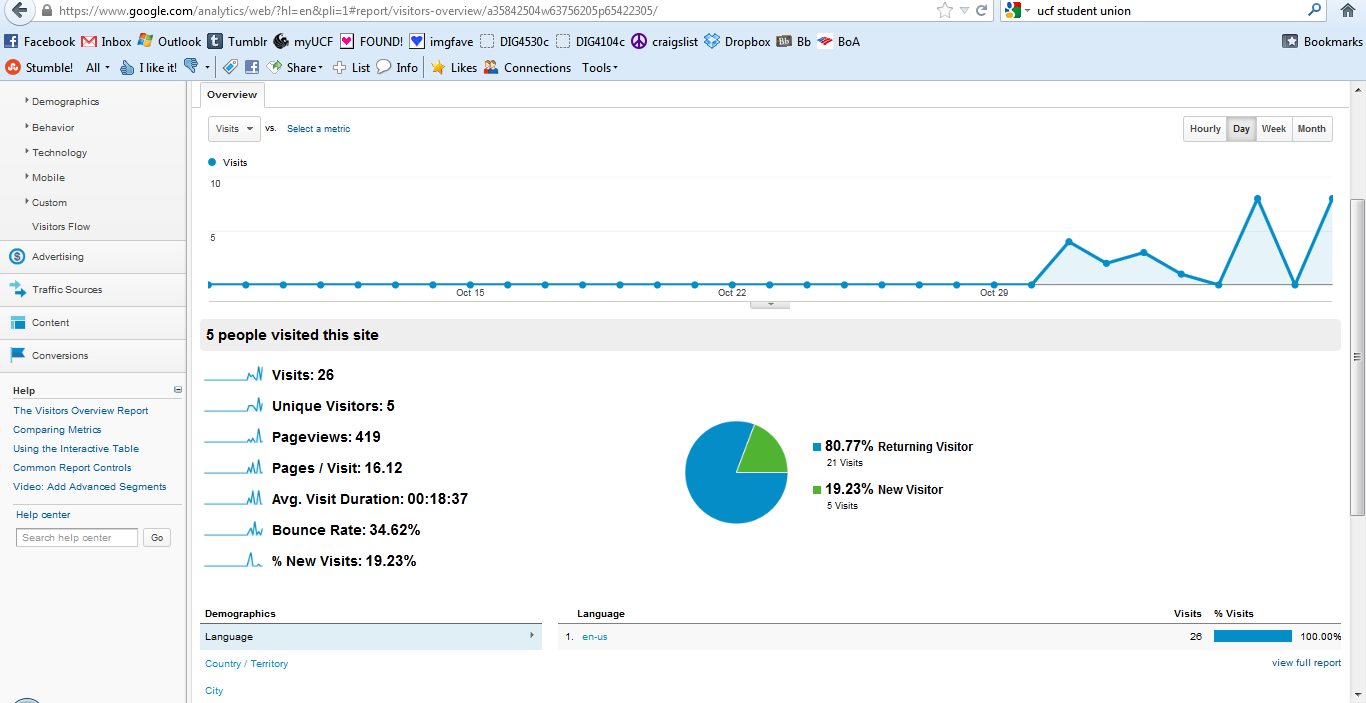 https://www.google.com/analytics/web/?hl=en&pli=1#report/visitors-overview/a35842504w63756205p65422305/
ucf student union
Facebook Inbox Outlook Tumblr myUCF FOUND! imgfave DIG4530c DIG4104c craigslist Dropbox Bb Bb BoA Bookmarks
Stumble! All I like it! Share List Info Likes Connections Tools
Demographics
Behavior
Technology
Mobile
Custom
Visitors Flow
Advertising
Traffic Sources
Content
Conversions
Help
The Visitors Overview Report
Comparing Metrics
Using the Interactive Table
Common Report Controls
Video: Add Advanced Segments
Help center
Search help center Go
Overview
Visits vs. Select a metric
Hourly Day Week Month
Visits
10
5
Oct 15 Oct 22 Oct 29
5 people visited this site
Visits: 26
Unique Visitors: 5
Pageviews: 419
Pages / Visit: 16.12
Avg. Visit Duration: 00:18:37
Bounce Rate: 34.62%
% New Visits: 19.23%
80.77% Returning Visitor
21 Visits
19.23% New Visitor
5 Visits
Demographics
Language
Country / Territory
City
Language Visits % Visits
1. en-us 26 100.00%
view full report